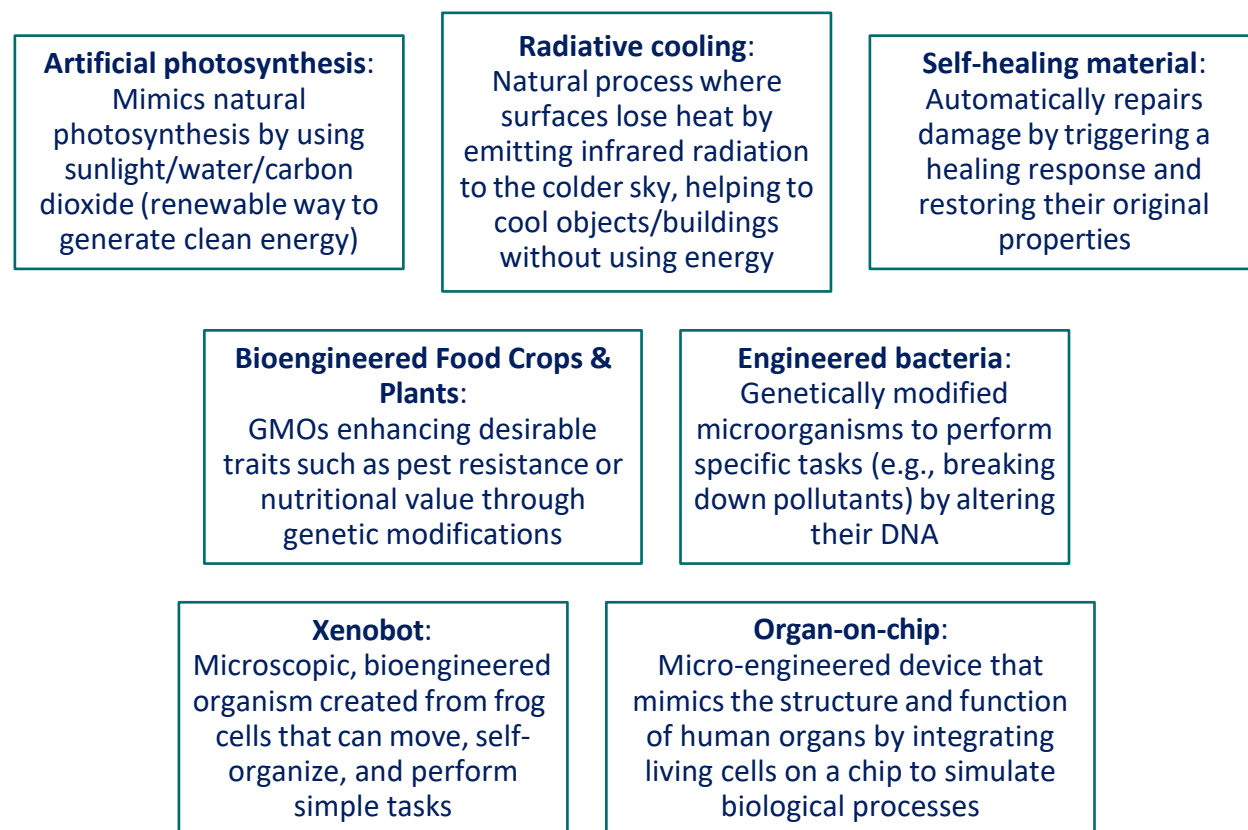 Artificial photosynthesis:
Mimics natural
photosynthesis by using
sunlight/water/carbon
dioxide (renewable way to
generate clean energy)
Radiative cooling:
Natural process where
surfaces lose heat by
emitting infrared radiation
to the colder sky, helping to
cool objects/buildings
without using energy
Self-healing material:
Automatically repairs
damage by triggering a
healing response and
restoring their original
properties
Bioengineered Food Crops &
Plants:
GMOs enhancing desirable
traits such as pest resistance or
nutritional value through
genetic modifications
Engineered bacteria:
Genetically modified
microorganisms to perform
specific tasks (e.g., breaking
down pollutants) by altering
their DNA
Xenobot:
Microscopic, bioengineered
organism created from frog
cells that can move, self-
organize, and perform
simple tasks
Organ-on-chip:
Micro-engineered device that
mimics the structure and function
of human organs by integrating
living cells on a chip to simulate
biological processes